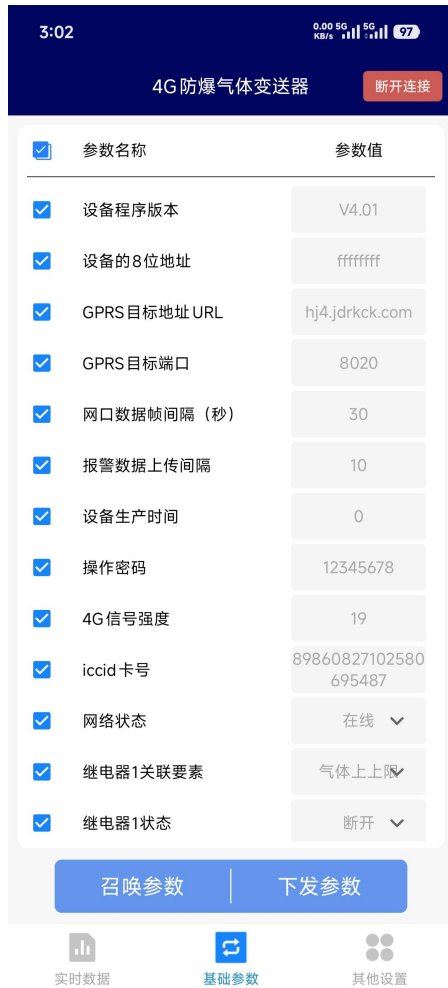 3:02
0.00 KB/s 5G 5G 97
4G防爆气体变送器
断开连接
参数名称 参数值
设备程序版本 V4.01
设备的8位地址 ffffffff
GPRS目标地址URL hj4.jdrkck.com
GPRS目标端口 8020
网口数据帧间隔（秒） 30
报警数据上传间隔 10
设备生产时间 0
操作密码 12345678
4G信号强度 19
iccid卡号 89860827102580
695487
网络状态 在线
继电器1关联要素 气体上上限
继电器1状态 断开
召唤参数 下发参数
实时数据 基础参数 其他设置